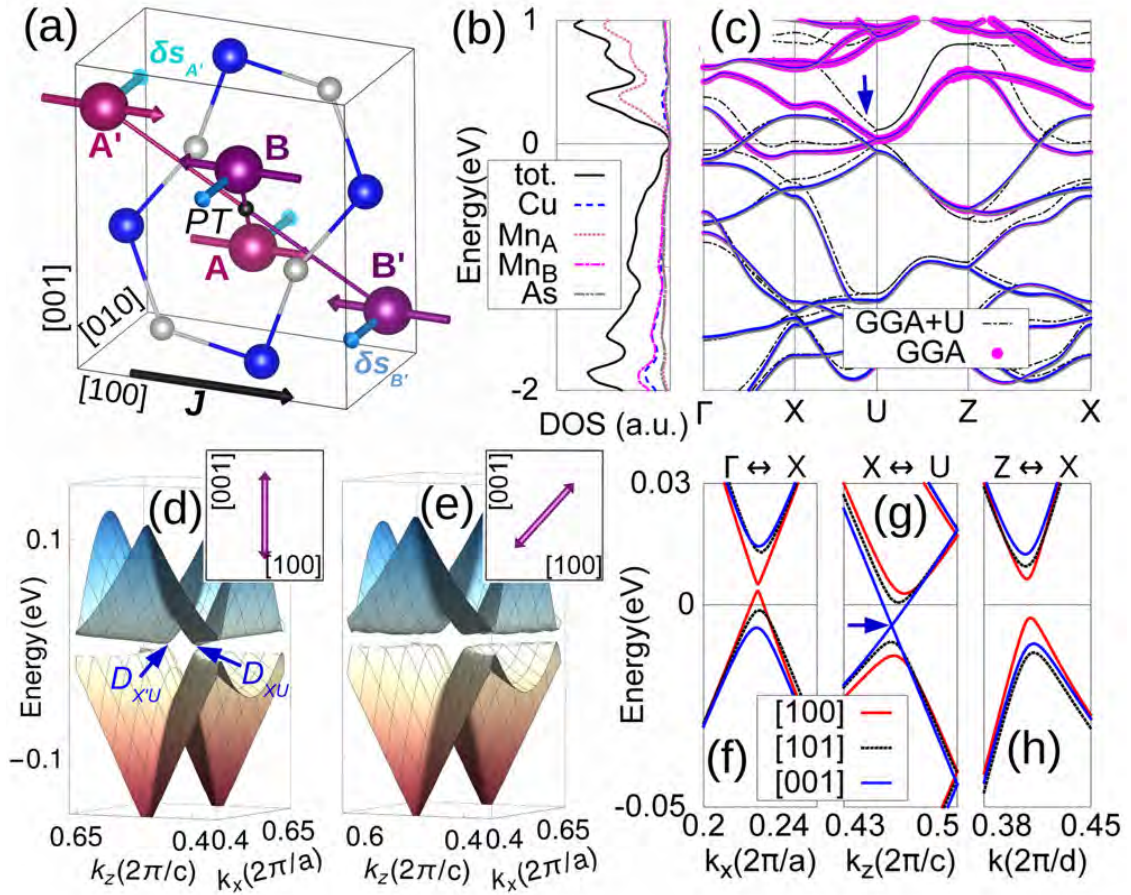 (a)
δs_A'
A'
B
PT
A
B'
δs_B'
[001]
[010]
[100]
J
(b)
1
0
-2
Energy(eV)
tot.
Cu
Mn_A
Mn_B
As
DOS (a.u.)
(c)
GGA+U
GGA
Γ X U Z X
(d)
[001]
[100]
0.1
−0.1
Energy(eV)
D_X'U
D_XU
0.65 0.4 0.4 0.65
k_z(2π/c) k_x(2π/a)
(e)
[001]
[100]
0.6 0.4 0.4 0.65
k_z(2π/c) k_x(2π/a)
Γ ↔ X X ↔ U Z ↔ X
0.03
0
-0.05
Energy(eV)
(g)
[100]
[101]
[001]
(f)
(h)
0.2 0.24 0.43 0.5 0.38 0.45
k_x(2π/a) k_z(2π/c) k(2π/d)